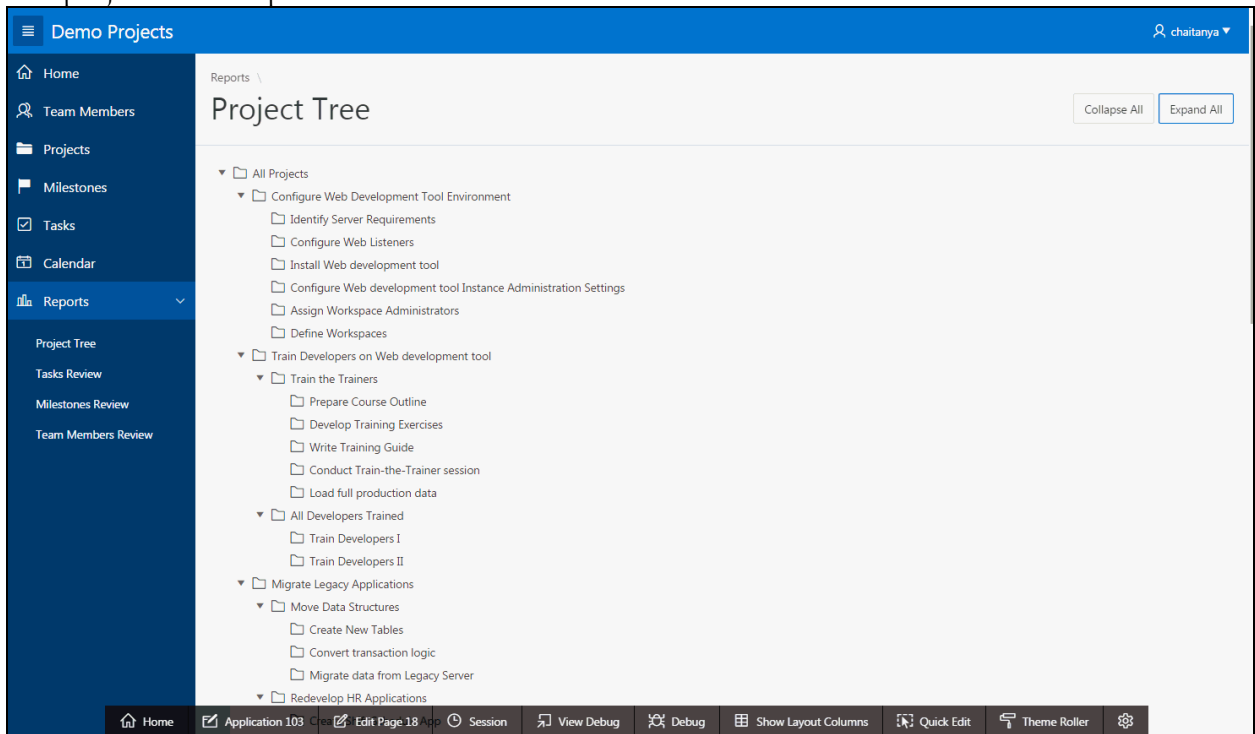 Demo Projects
chaitanya
Home
Team Members
Projects
Milestones
Tasks
Calendar
Reports
Project Tree
Tasks Review
Milestones Review
Team Members Review
Reports \
Project Tree
Collapse All
Expand All
All Projects
Configure Web Development Tool Environment
Identify Server Requirements
Configure Web Listeners
Install Web development tool
Configure Web development tool Instance Administration Settings
Assign Workspace Administrators
Define Workspaces
Train Developers on Web development tool
Train the Trainers
Prepare Course Outline
Develop Training Exercises
Write Training Guide
Conduct Train-the-Trainer session
Load full production data
All Developers Trained
Train Developers I
Train Developers II
Migrate Legacy Applications
Move Data Structures
Create New Tables
Convert transaction logic
Migrate data from Legacy Server
Redevelop HR Applications
Home
Application 103
Edit Page 18
Session
View Debug
Debug
Show Layout Columns
Quick Edit
Theme Roller